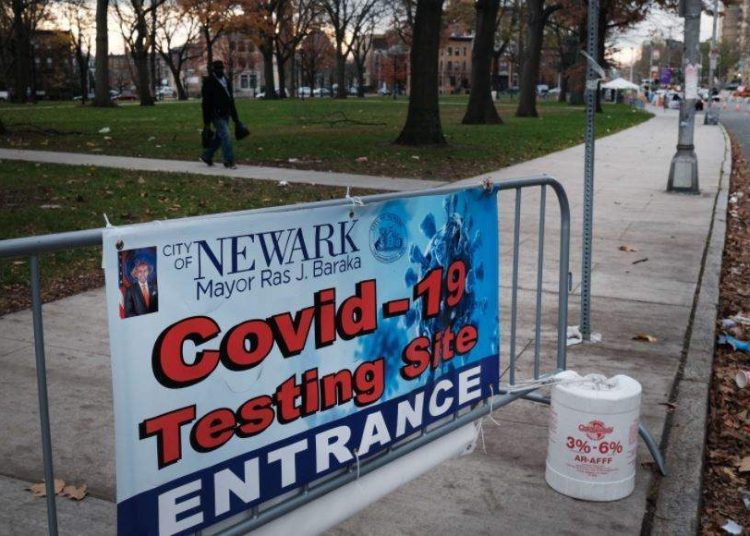 CITY
OF NEWARK
Mayor Ras J. Baraka
Covid-19
Testing Site
ENTRANCE
3%-6%
AR-AFFF